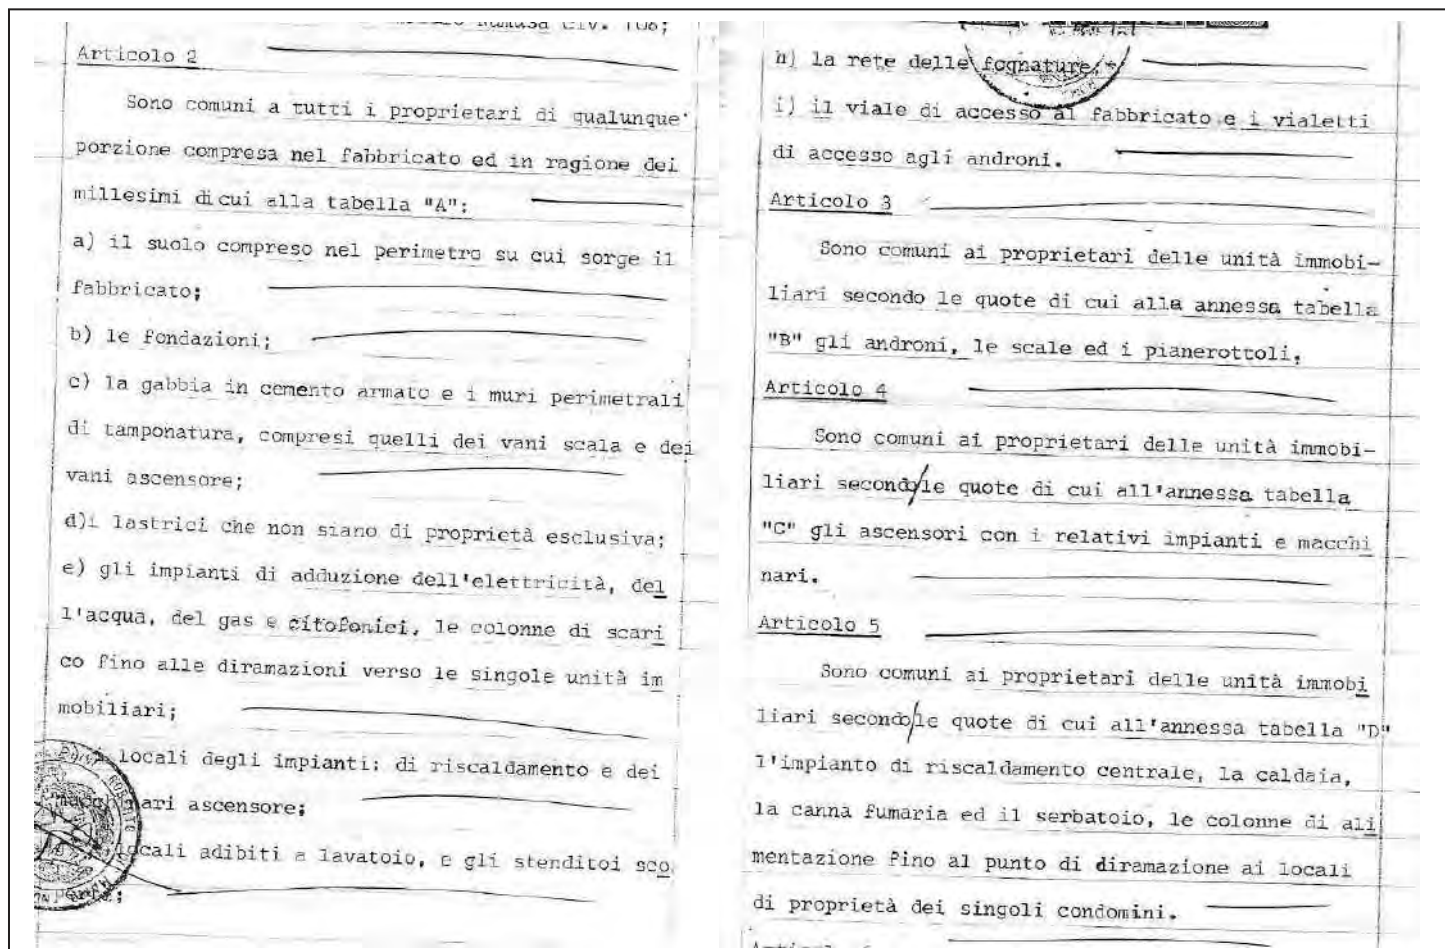 Articolo 2
Sono comuni a tutti i proprietari di qualunque
porzione compresa nel fabbricato ed in ragione dei
millesimi di cui alla tabella "A":
a) il suolo compreso nel perimetro su cui sorge il
fabbricato;
b) le fondazioni;
c) la gabbia in cemento armato e i muri perimetrali
di tamponatura, compresi quelli dei vani scala e dei
vani ascensore;
d)i lastrici che non siano di proprietà esclusiva;
e) gli impianti di adduzione dell'elettricità, del
l'acqua, del gas e citofonici, le colonne di scari
co fino alle diramazioni verso le singole unità im
mobiliari;
locali degli impianti: di riscaldamento e dei
ascensore;
locali adibiti a lavatoio, e gli stenditoi sco
h) la rete delle fognature,
i) il viale di accesso al fabbricato e i vialetti
di accesso agli androni.
Articolo 3
Sono comuni ai proprietari delle unità immobi-
liari secondo le quote di cui alla annessa tabella
"B" gli androni, le scale ed i pianerottoli.
Articolo 4
Sono comuni ai proprietari delle unità immobi-
liari secondo/le quote di cui all'annessa tabella
"C" gli ascensori con i relativi impianti e macchi
nari.
Articolo 5
Sono comuni ai proprietari delle unità immobi
liari secondo/le quote di cui all'annessa tabella "D"
l'impianto di riscaldamento centrale, la caldaia,
la canna fumaria ed il serbatoio, le colonne di ali
mentazione fino al punto di diramazione ai locali
di proprietà dei singoli condomini.